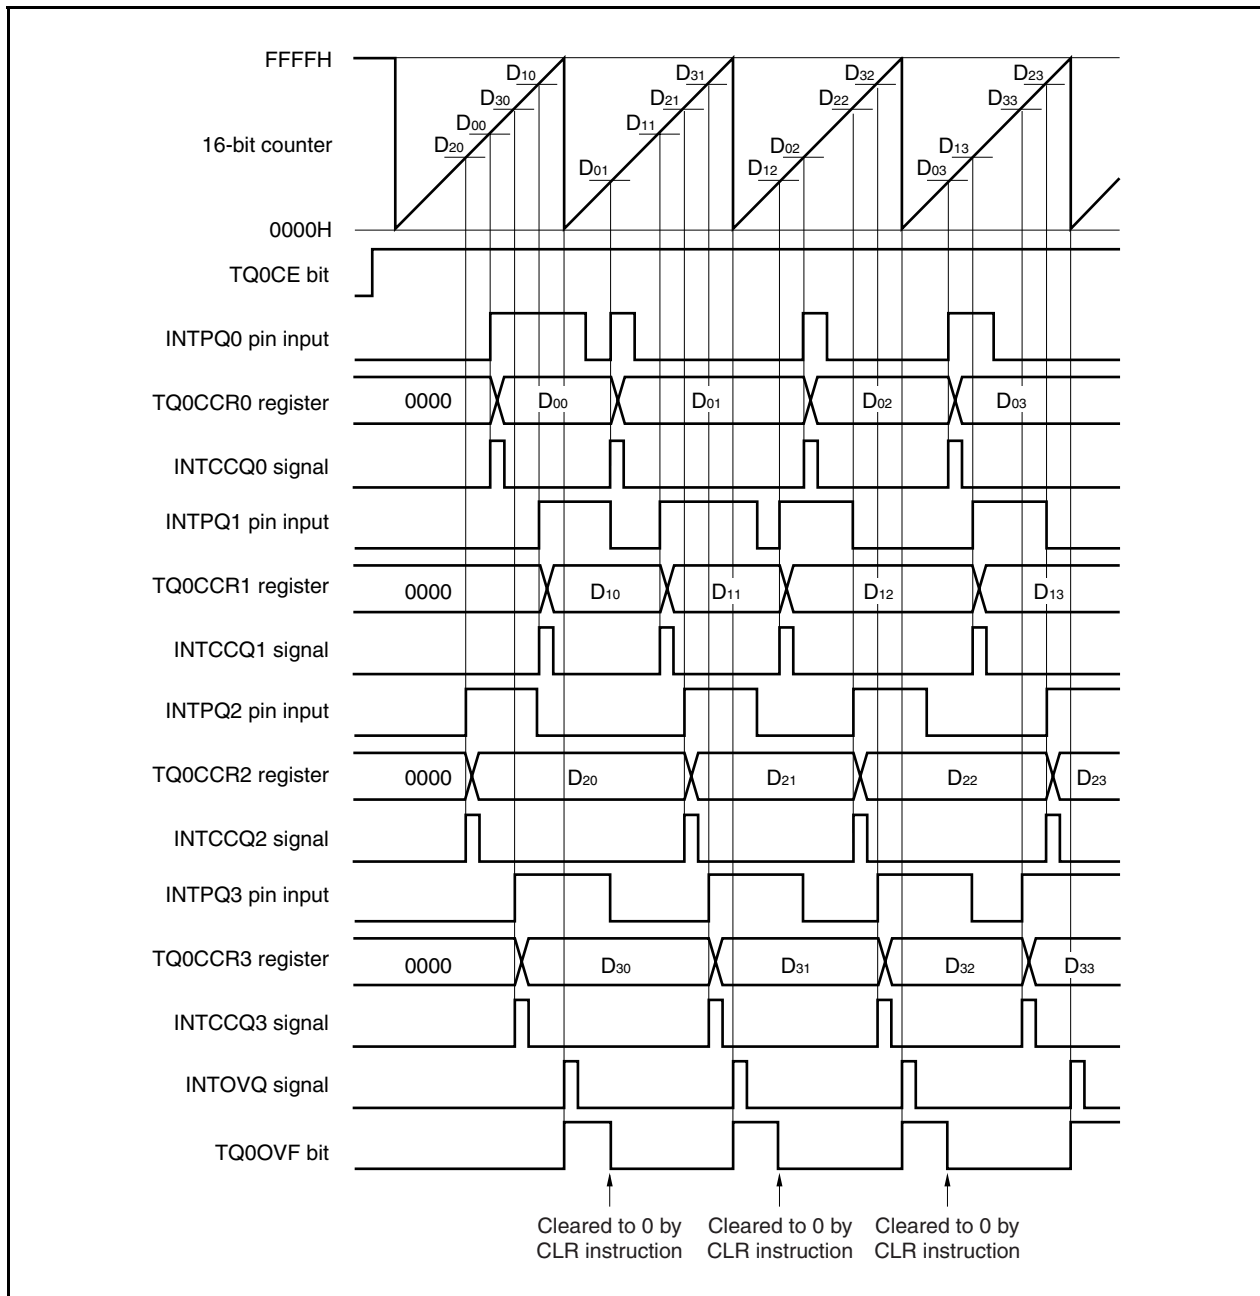 FFFFH
D10
D31
D32
D23
D30
D21
D22
D33
D00
D11
16-bit counter
D20
D02
D13
D01
D12
D03
0000H
TQ0CE bit
INTPQ0 pin input
TQ0CCR0 register
0000
D00
D01
D02
D03
INTCCQ0 signal
INTPQ1 pin input
TQ0CCR1 register
0000
D10
D11
D12
D13
INTCCQ1 signal
INTPQ2 pin input
TQ0CCR2 register
0000
D20
D21
D22
D23
INTCCQ2 signal
INTPQ3 pin input
TQ0CCR3 register
0000
D30
D31
D32
D33
INTCCQ3 signal
INTOVQ signal
TQ0OVF bit
Cleared to 0 by
CLR instruction
Cleared to 0 by
CLR instruction
Cleared to 0 by
CLR instruction